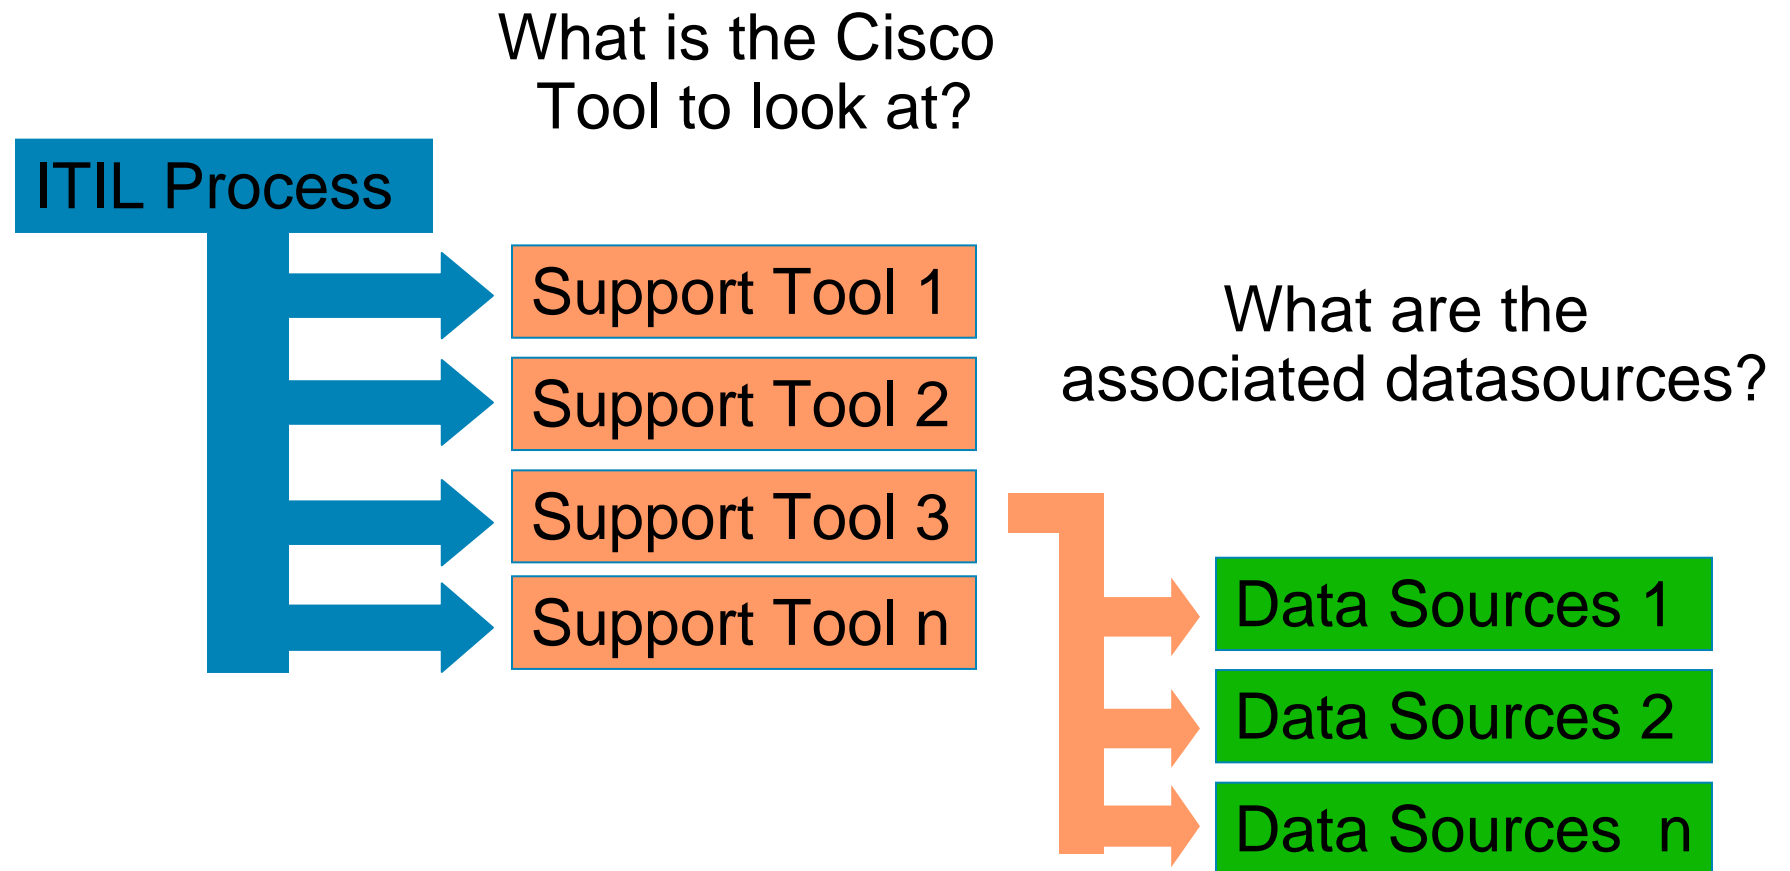 What is the Cisco
Tool to look at?
ITIL Process
Support Tool 1
Support Tool 2
Support Tool 3
Support Tool n
What are the
associated datasources?
Data Sources 1
Data Sources 2
Data Sources n